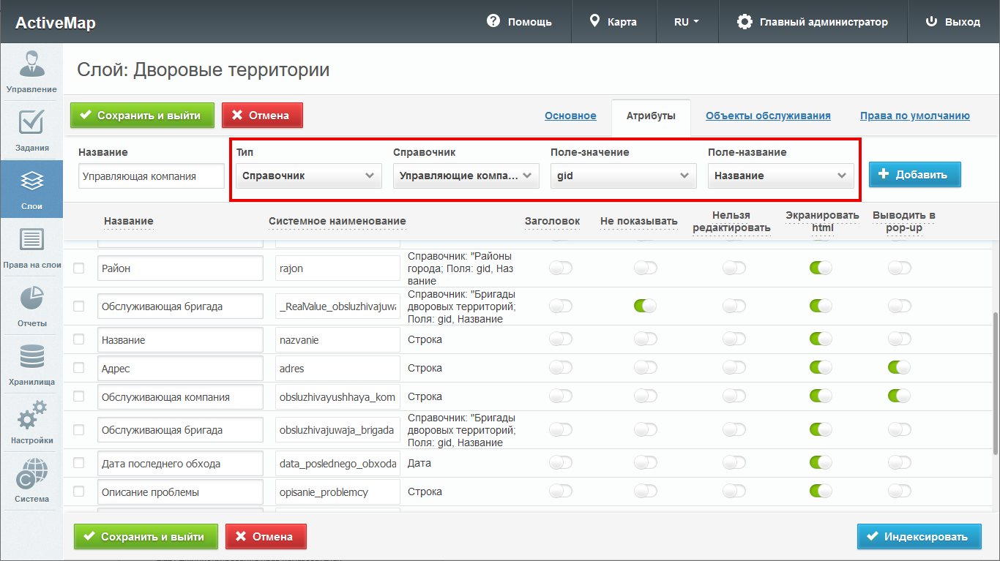 ActiveMap
Помощь
Карта
RU
Главный администратор
Выход
Управление
Задания
Слои
Права на слои
Отчеты
Хранилища
Настройки
Система
Слой: Дворовые территории
Сохранить и выйти
Отмена
Основное
Атрибуты
Объекты обслуживания
Права по умолчанию
Название
Тип
Справочник
Поле-значение
Поле-название
Управляющая компания
Справочник
Управляющие компа...
gid
Название
Добавить
Название
Системное наименование
Заголовок
Не показывать
Нельзя
редактировать
Экранировать
html
Выводить в
pop-up
Район
rajon
Справочник: "Районы
города; Поля: gid, Наз
вание
Обслуживающая бригада
_RealValue_obsluzhivajuwa
Справочник: "Бригады
дворовых территорий;
Поля: gid, Название
Название
nazvanie
Строка
Адрес
adres
Строка
Обслуживающая компания
obsluzhivayushhaya_kom
Строка
Обслуживающая бригада
obsluzhivajuwaja_brigada
Справочник: "Бригады
дворовых территорий;
Поля: gid, Название
Дата последнего обхода
data_poslednego_obxoda
Дата
Описание проблемы
opisanie_problemcy
Строка
Сохранить и выйти
Отмена
Индексировать